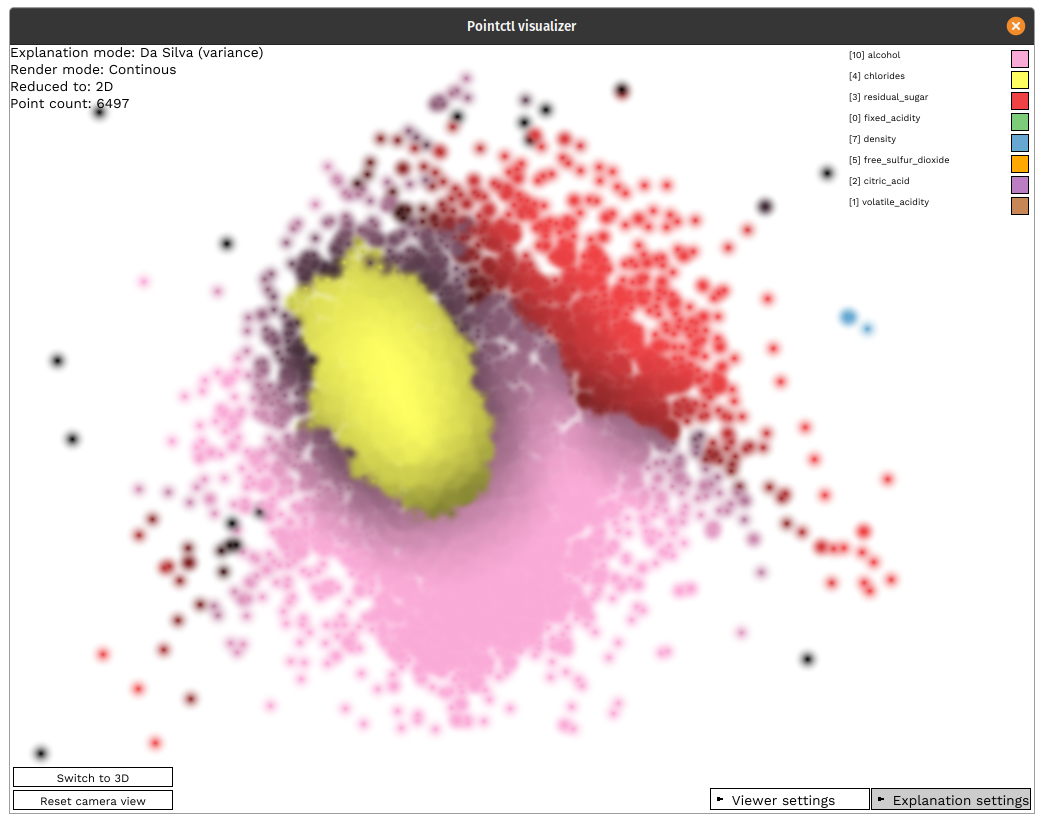 Pointctl visualizer
Explanation mode: Da Silva (variance)
Render mode: Continous
Reduced to: 2D
Point count: 6497
[10] alcohol
[4] chlorides
[3] residual_sugar
[0] fixed_acidity
[7] density
[5] free_sulfur_dioxide
[2] citric_acid
[1] volatile_acidity
Switch to 3D
Reset camera view
Viewer settings
Explanation settings